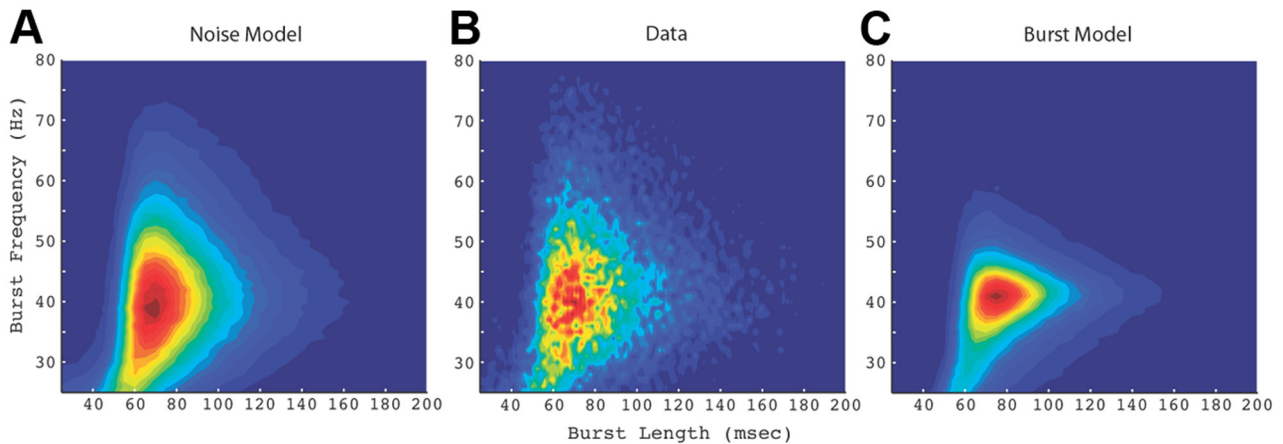 A Noise Model B Data C Burst Model
80 80 80
70 70 70
60 60 60
50 50 50
40 40 40
30 30 30
Burst Frequency (Hz)
40 60 80 100 120 140 160 180 200 40 60 80 100 120 140 160 180 200 40 60 80 100 120 140 160 180 200
Burst Length (msec)